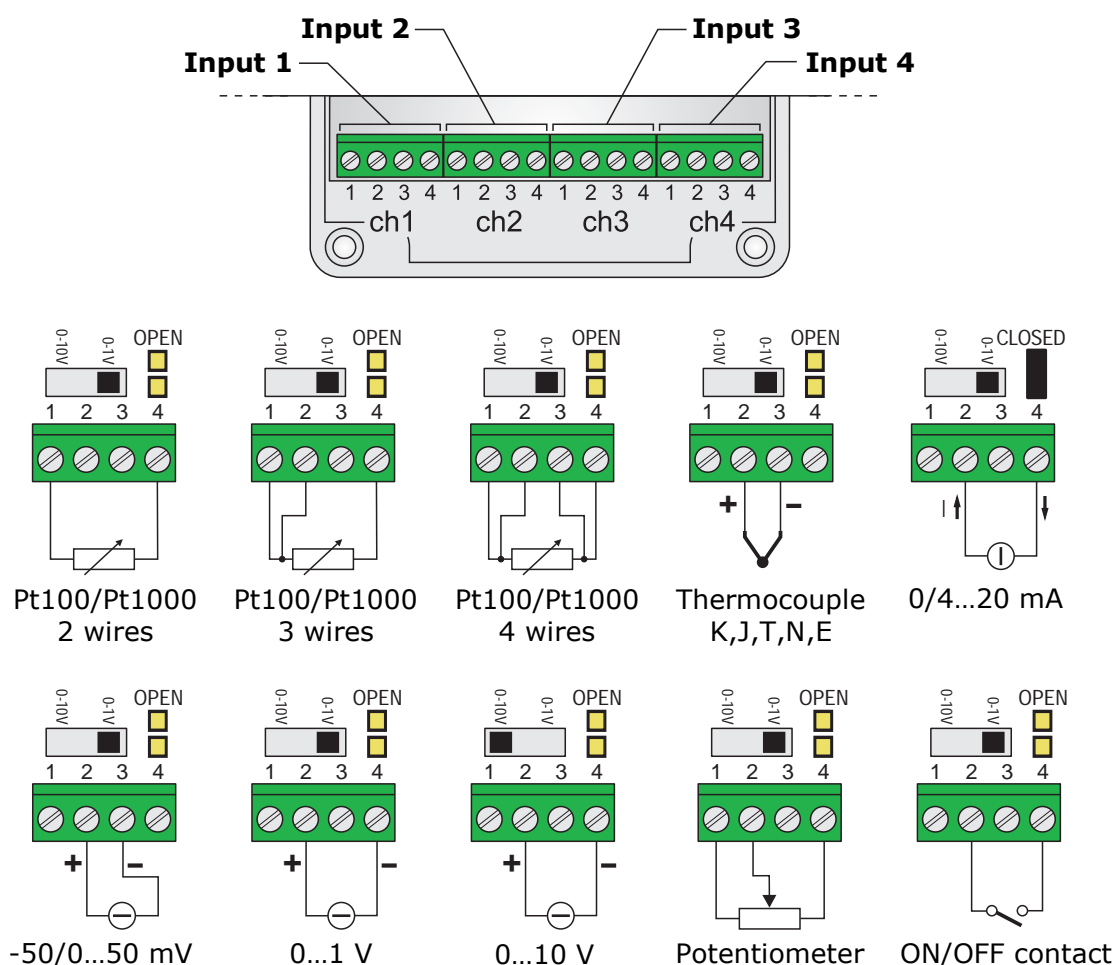 Input 2 Input 3
Input 1 Input 4
1 2 3 4 1 2 3 4 1 2 3 4 1 2 3 4
ch1 ch2 ch3 ch4
0-10V 0-1V OPEN 0-10V 0-1V OPEN 0-10V 0-1V OPEN 0-10V 0-1V OPEN 0-10V 0-1V CLOSED
1 2 3 4 1 2 3 4 1 2 3 4 1 2 3 4 1 2 3 4
+ – I
Pt100/Pt1000 Pt100/Pt1000 Pt100/Pt1000 Thermocouple 0/4...20 mA
2 wires 3 wires 4 wires K,J,T,N,E
0-10V 0-1V OPEN 0-10V 0-1V OPEN 0-10V 0-1V OPEN 0-10V 0-1V OPEN 0-10V 0-1V OPEN
1 2 3 4 1 2 3 4 1 2 3 4 1 2 3 4 1 2 3 4
+ – + – + –
-50/0...50 mV 0...1 V 0...10 V Potentiometer ON/OFF contact